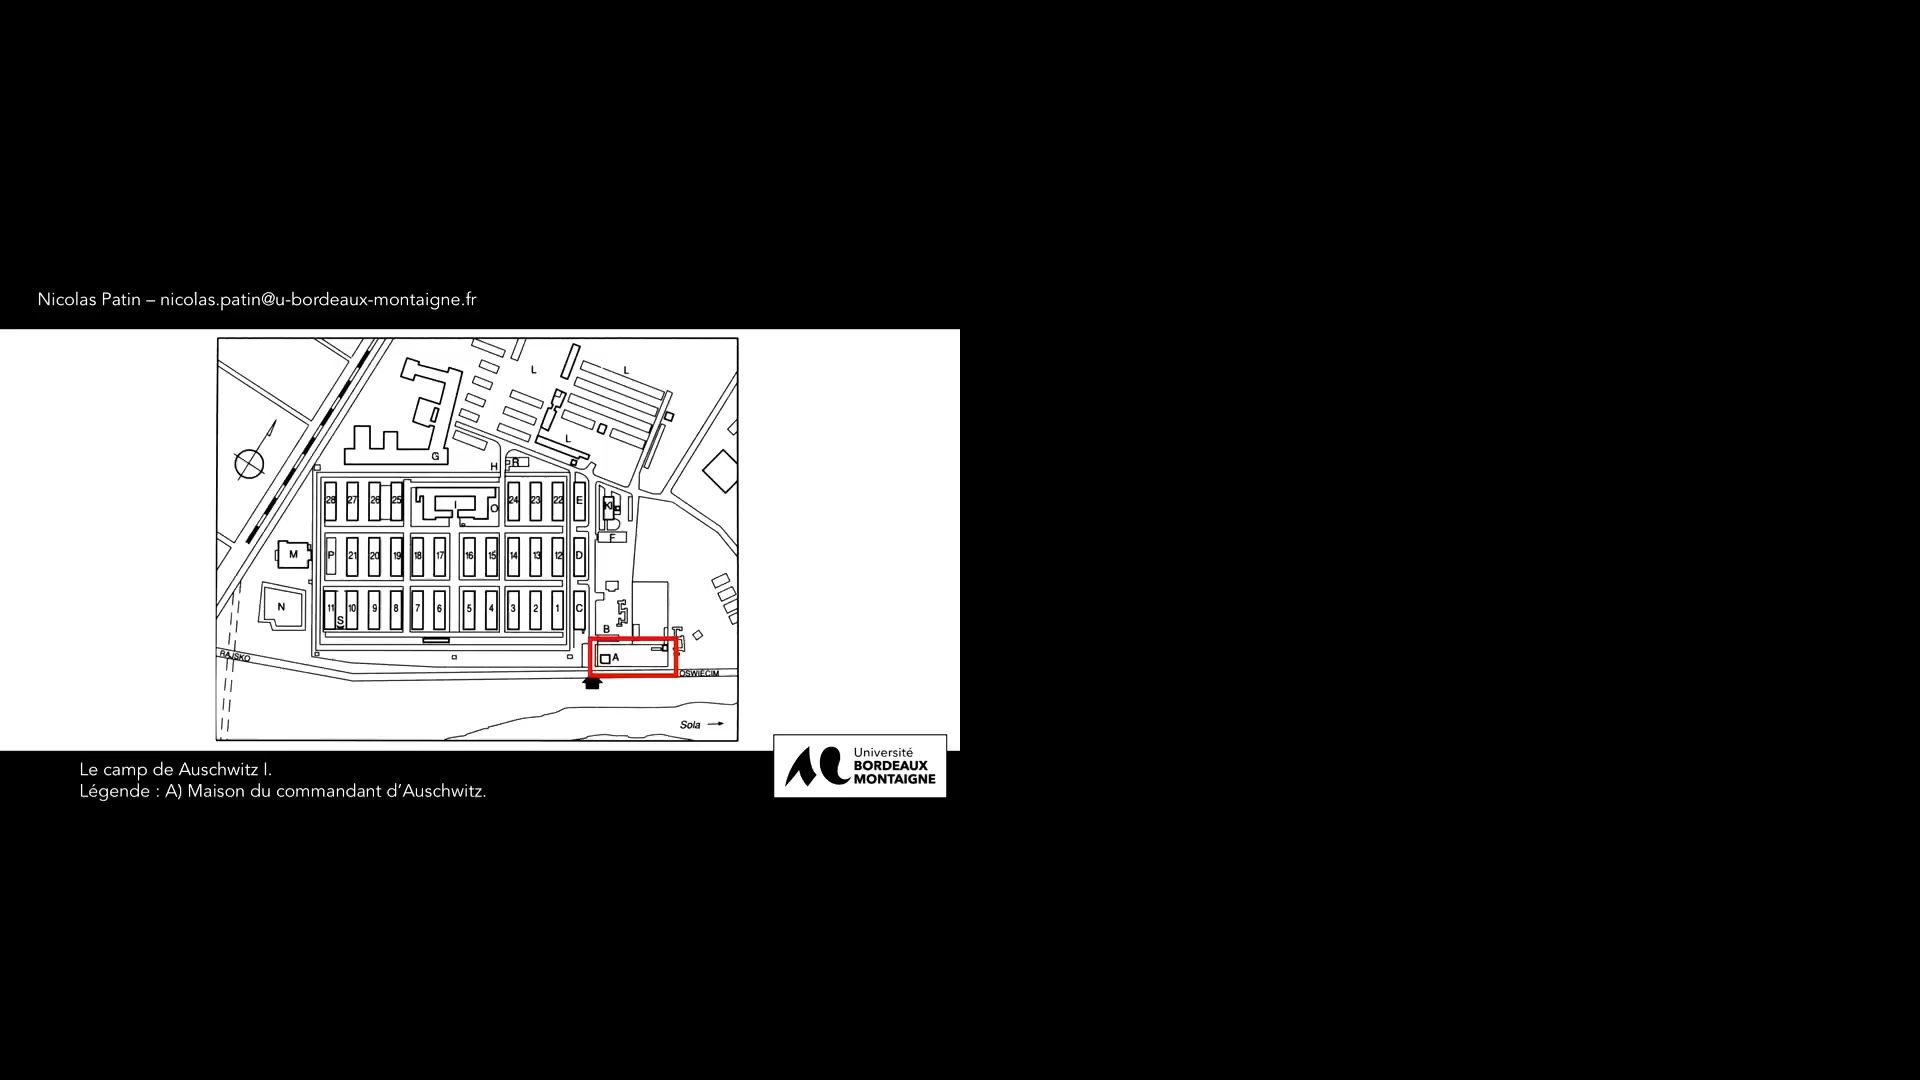 Nicolas Patin – nicolas.patin@u-bordeaux-montaigne.fr
L L
L
G
H R
28 27 26 25 I O 24 23 22 E
F
M P 21 20 19 18 17 16 15 14 13 12 D
N 11 10 9 8 7 6 5 4 3 2 1 C
S
B
A
RAJSKO
OSWIECIM
Sola
Le camp de Auschwitz I.
Légende : A) Maison du commandant d’Auschwitz.
Université
BORDEAUX
MONTAIGNE